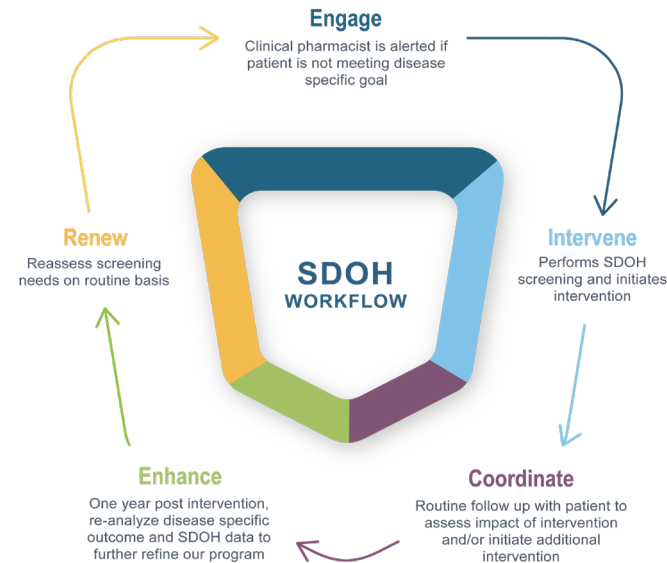 Engage
Clinical pharmacist is alerted if
patient is not meeting disease
specific goal
Intervene
Performs SDOH
screening and initiates
intervention
Coordinate
Routine follow up with patient to
assess impact of intervention
and/or initiate additional
intervention
Enhance
One year post intervention,
re-analyze disease specific
outcome and SDOH data to
further refine our program
Renew
Reassess screening
needs on routine basis
SDOH
WORKFLOW